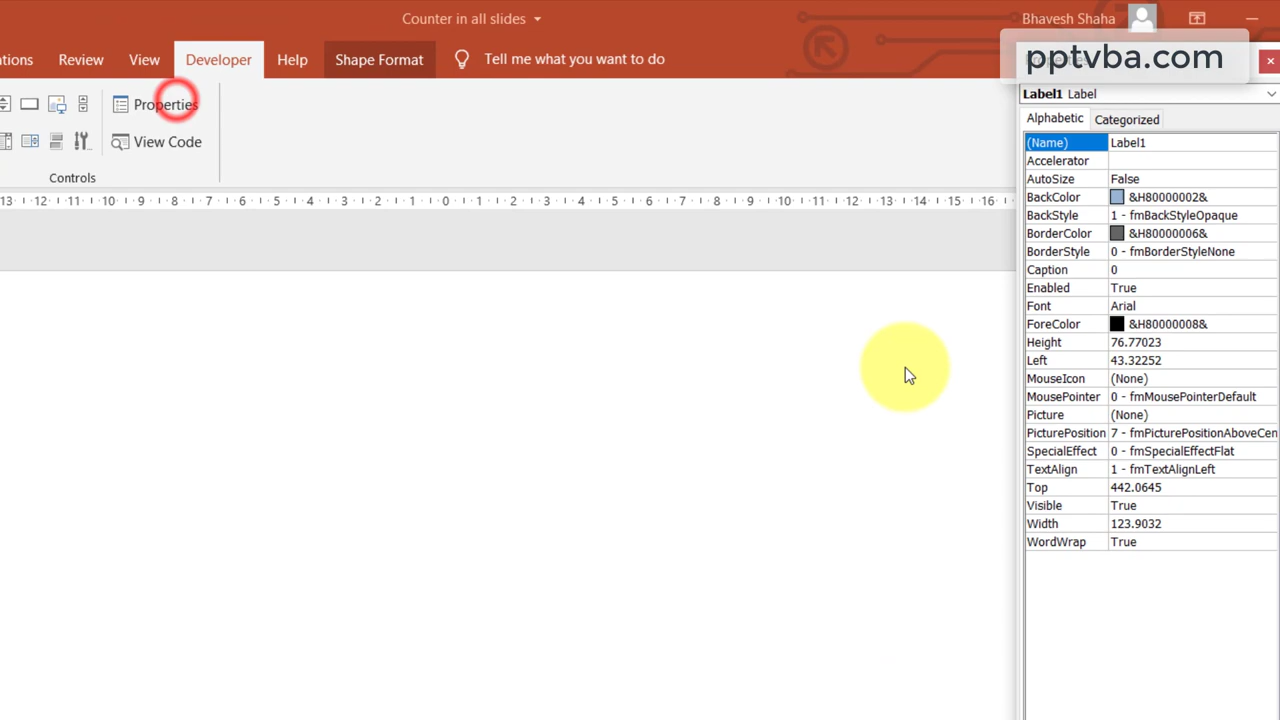 Counter in all slides
Bhavesh Shaha
pptvba.com
ations Review View Developer Help Shape Format Tell me what you want to do
Properties
View Code
Controls
13 · 12 · 11 · 10 · 9 · 8 · 7 · 6 · 5 · 4 · 3 · 2 · 1 · 0 · 1 · 2 · 3 · 4 · 5 · 6 · 7 · 8 · 9 · 10 · 11 · 12 · 13 · 14 · 15 · 16
Label1 Label
Alphabetic Categorized
(Name) Label1
Accelerator
AutoSize False
BackColor &H80000002&
BackStyle 1 - fmBackStyleOpaque
BorderColor &H80000006&
BorderStyle 0 - fmBorderStyleNone
Caption 0
Enabled True
Font Arial
ForeColor &H80000008&
Height 76.77023
Left 43.32252
MouseIcon (None)
MousePointer 0 - fmMousePointerDefault
Picture (None)
PicturePosition 7 - fmPicturePositionAboveCen
SpecialEffect 0 - fmSpecialEffectFlat
TextAlign 1 - fmTextAlignLeft
Top 442.0645
Visible True
Width 123.9032
WordWrap True